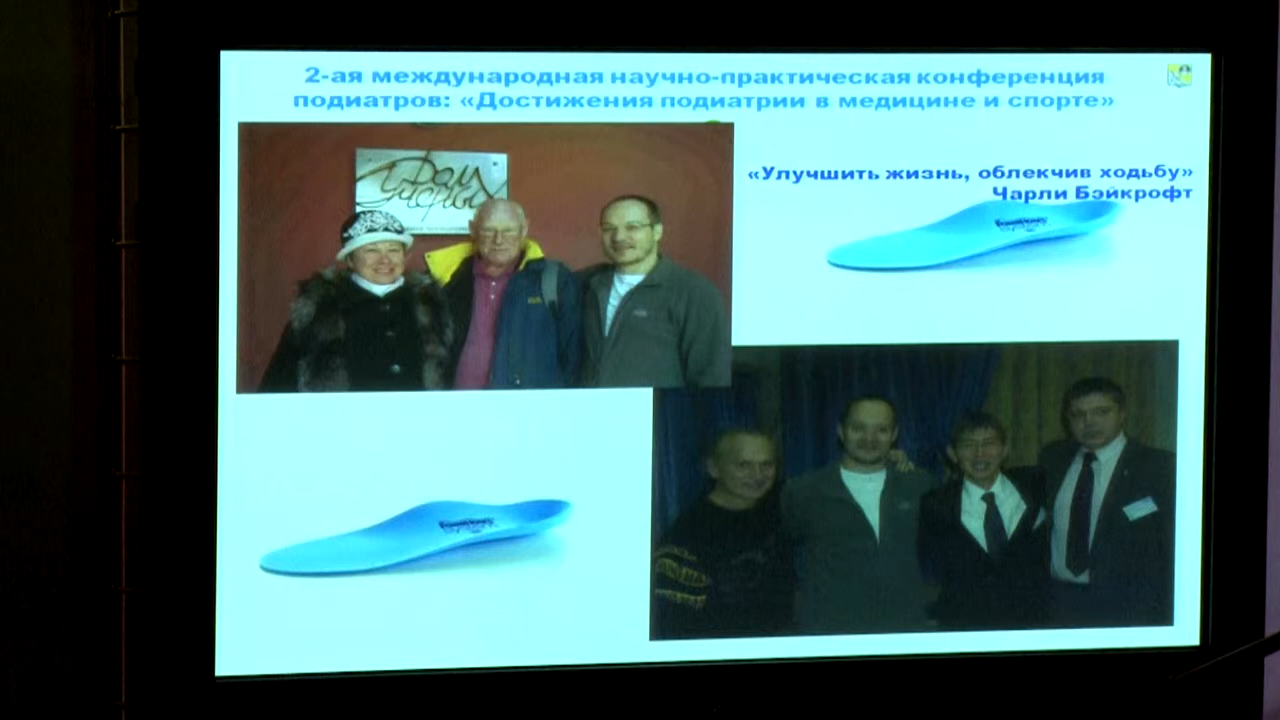 2-ая международная научно-практическая конференция
подиатров: «Достижения подиатрии в медицине и спорте»
«Улучшить жизнь, облекчив ходьбу»
Чарли Бэйкрофт